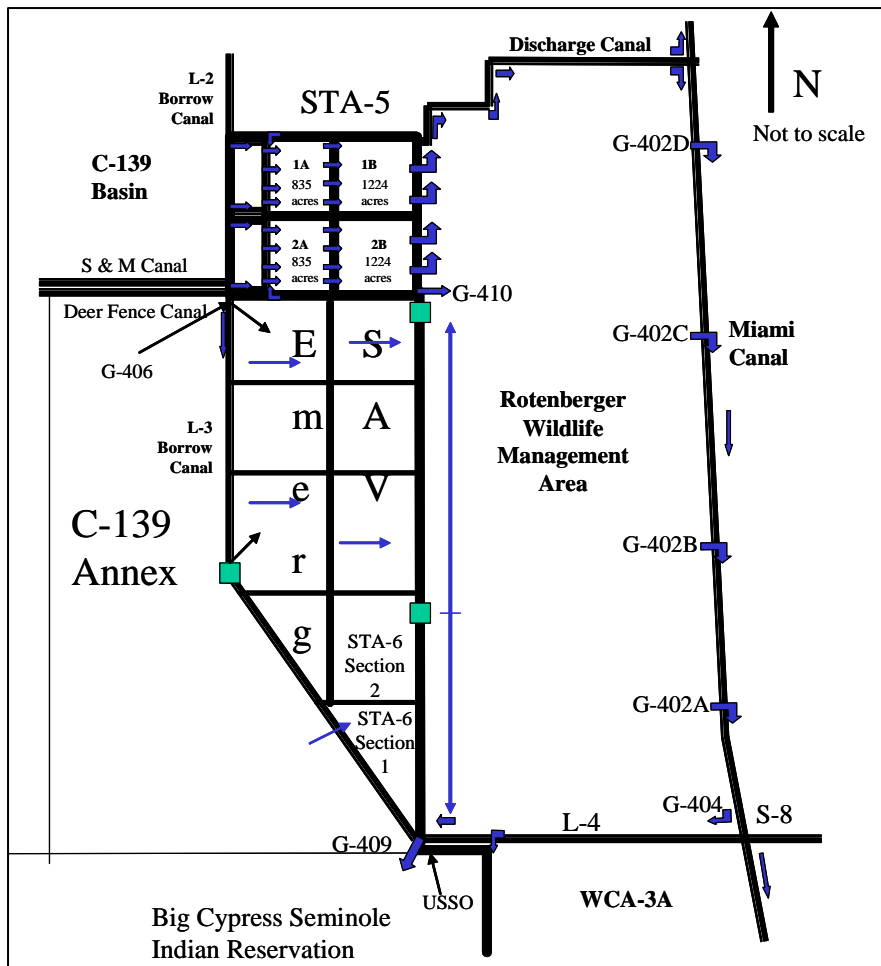 Discharge Canal
N
Not to scale
L-2
Borrow
Canal
STA-5
C-139
Basin
1A
835
acres
1B
1224
acres
2A
835
acres
2B
1224
acres
G-402D
S & M Canal
Deer Fence Canal
G-410
G-406
E
S
G-402C
Miami
Canal
m
A
Rotenberger
Wildlife
Management
Area
L-3
Borrow
Canal
e
V
C-139
Annex
r
G-402B
g
STA-6
Section
2
STA-6
Section
1
G-402A
G-404
S-8
L-4
G-409
USSO
WCA-3A
Big Cypress Seminole
Indian Reservation